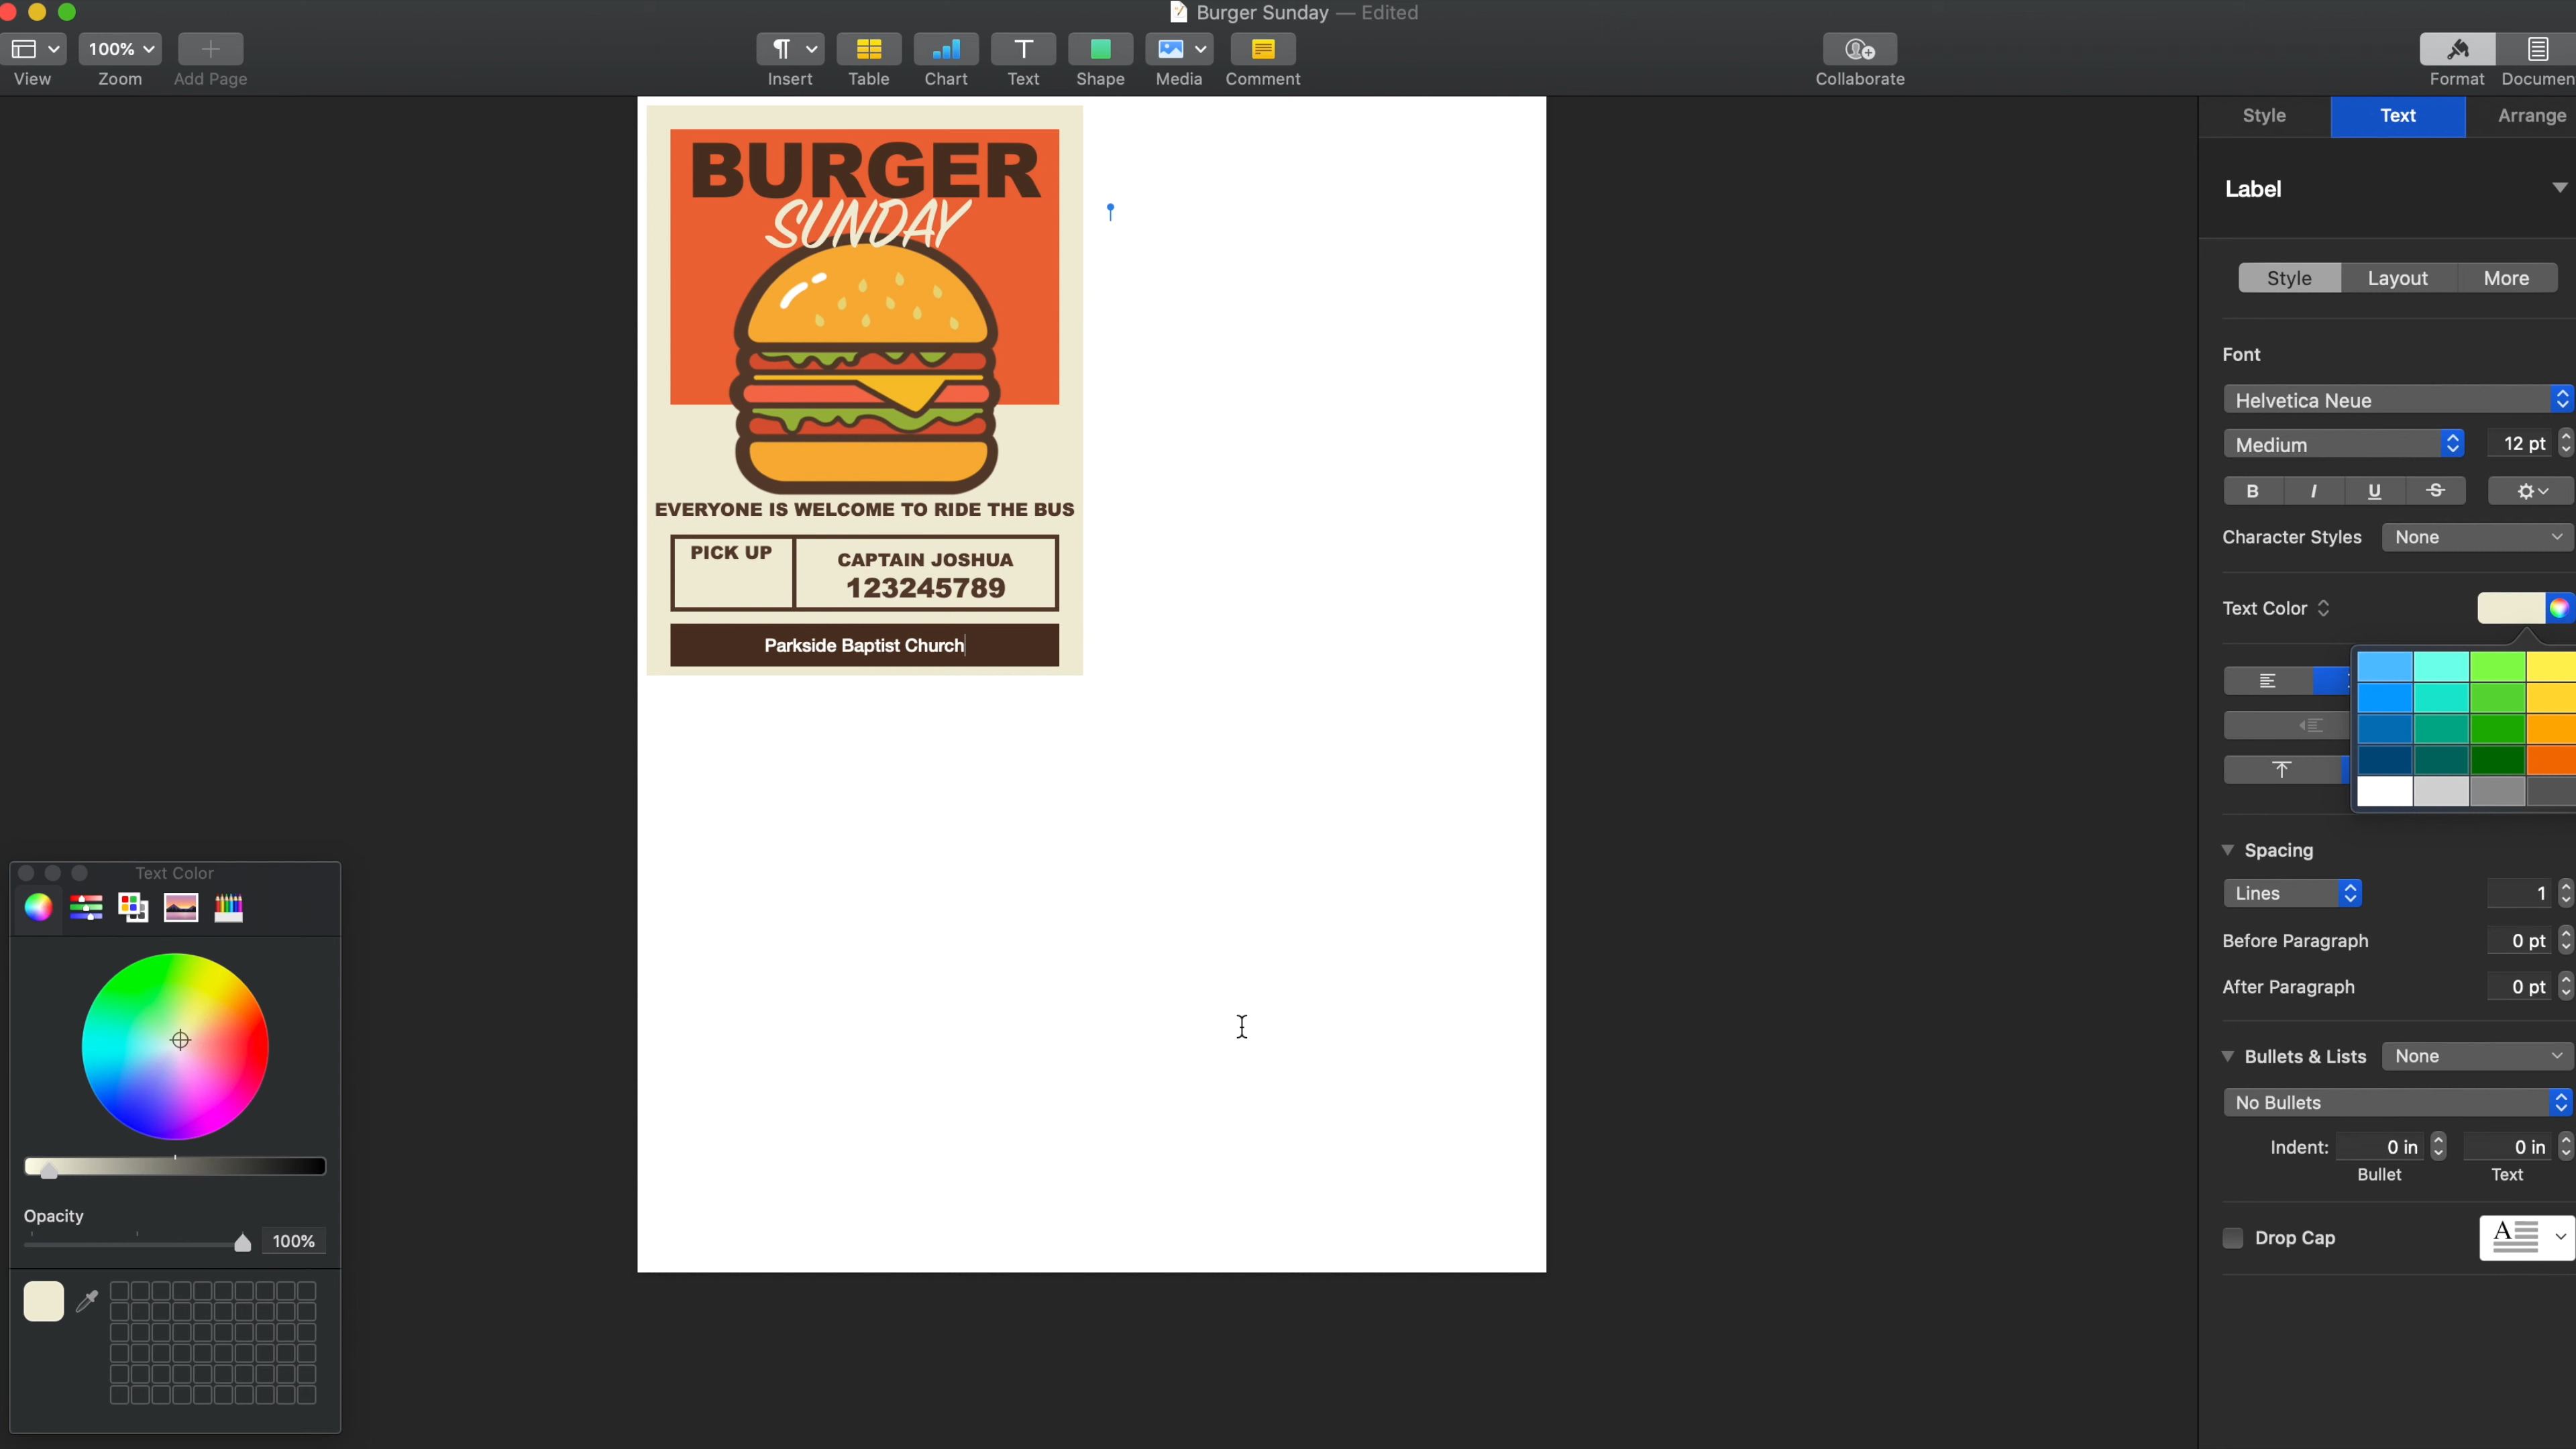 Burger Sunday — Edited
100%
View
Zoom
Add Page
Insert
Table
Chart
Text
Shape
Media
Comment
Collaborate
Format
Documen
Style
Text
Arrange
BURGER
SUNDAY
EVERYONE IS WELCOME TO RIDE THE BUS
PICK UP
CAPTAIN JOSHUA
123245789
Parkside Baptist Church
Label
Style
Layout
More
Font
Helvetica Neue
Medium
12 pt
B I U S
Character Styles
None
Text Color
Spacing
Lines
1
Before Paragraph
0 pt
After Paragraph
0 pt
Bullets & Lists
None
No Bullets
Indent:
0 in
0 in
Bullet
Text
Drop Cap
A
Text Color
Opacity
100%